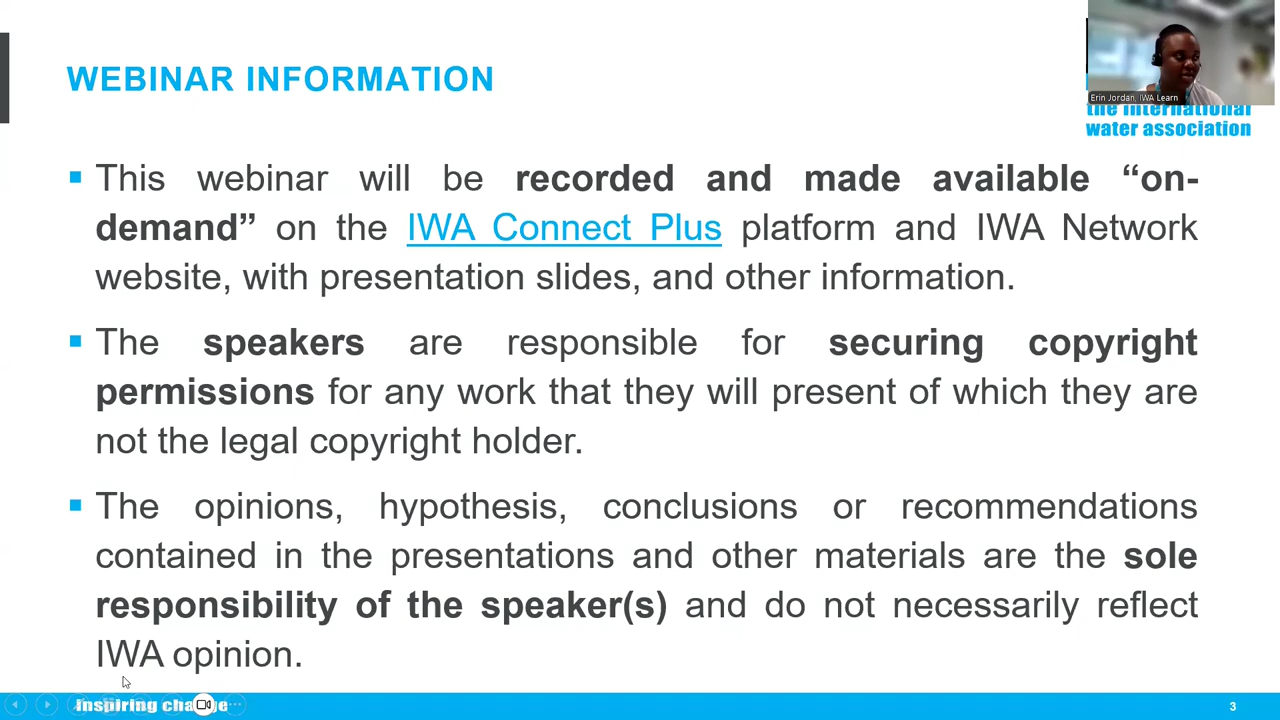 WEBINAR INFORMATION
Erin Jordan, IWA Learn
the international
water association
▪ This webinar will be recorded and made available “on-
demand” on the IWA Connect Plus platform and IWA Network
website, with presentation slides, and other information.
▪ The speakers are responsible for securing copyright
permissions for any work that they will present of which they are
not the legal copyright holder.
▪ The opinions, hypothesis, conclusions or recommendations
contained in the presentations and other materials are the sole
responsibility of the speaker(s) and do not necessarily reflect
IWA opinion.
inspiring change
3